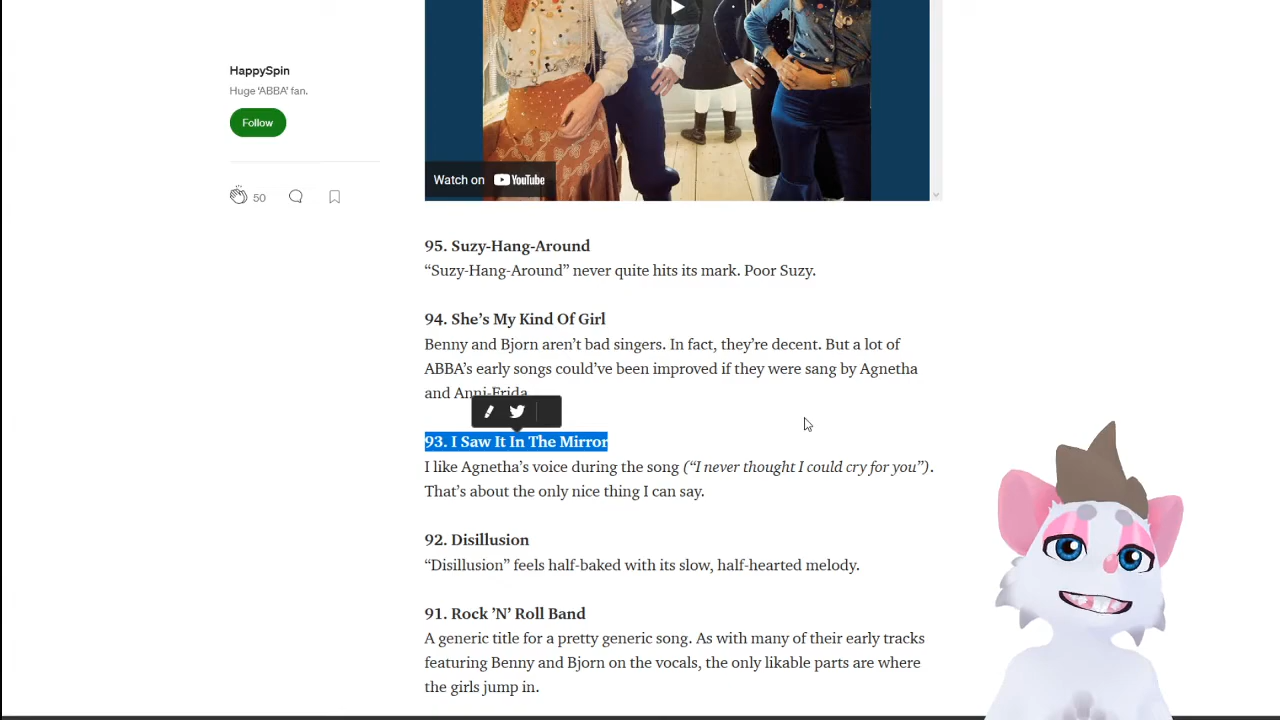 HappySpin
Huge 'ABBA' fan.
Follow
50
Watch on YouTube
95. Suzy-Hang-Around
“Suzy-Hang-Around” never quite hits its mark. Poor Suzy.
94. She’s My Kind Of Girl
Benny and Bjorn aren’t bad singers. In fact, they’re decent. But a lot of
ABBA’s early songs could’ve been improved if they were sang by Agnetha
and Anni-Frida.
93. I Saw It In The Mirror
I like Agnetha’s voice during the song (“I never thought I could cry for you”).
That’s about the only nice thing I can say.
92. Disillusion
“Disillusion” feels half-baked with its slow, half-hearted melody.
91. Rock ’N’ Roll Band
A generic title for a pretty generic song. As with many of their early tracks
featuring Benny and Bjorn on the vocals, the only likable parts are where
the girls jump in.